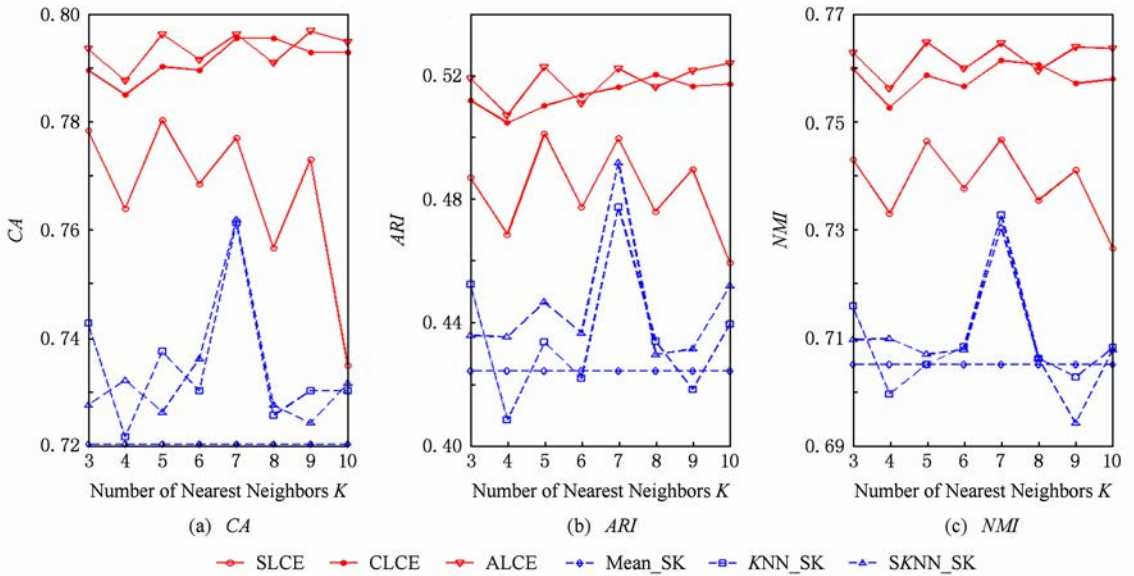 0. 80
0. 78
0. 76
0. 74
0. 72
CA
3 4 5 6 7 8 9 10
Number of Nearest Neighbors K
(a) CA
0. 52
0. 48
0. 44
0. 40
ARI
3 4 5 6 7 8 9 10
Number of Nearest Neighbors K
(b) ARI
0. 77
0. 75
0. 73
0. 71
0. 69
NMI
3 4 5 6 7 8 9 10
Number of Nearest Neighbors K
(c) NMI
SLCE CLCE ALCE Mean_SK KNN_SK SKNN_SK